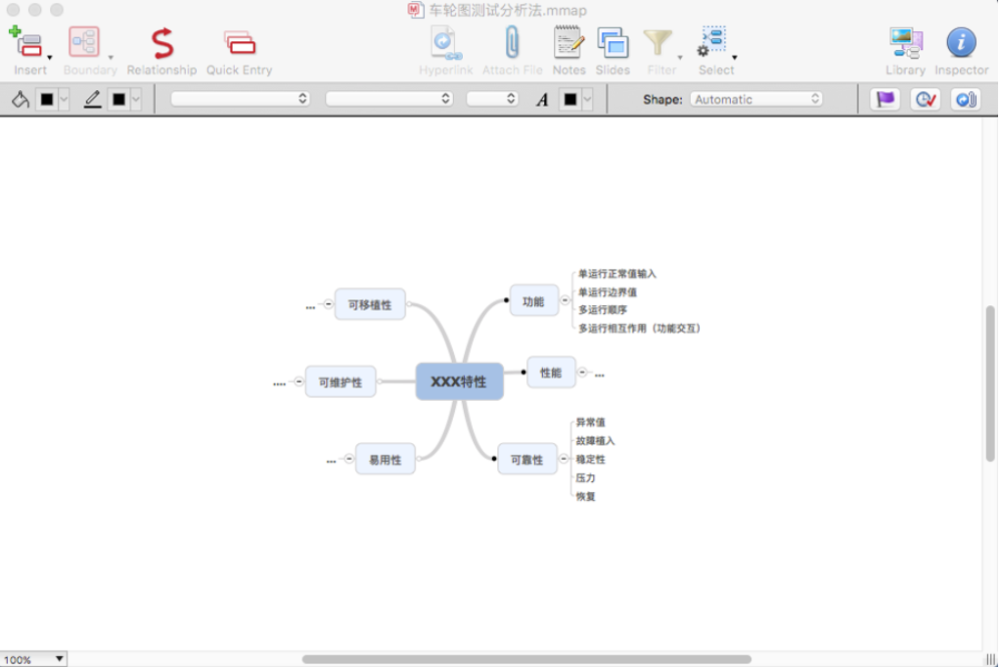 车轮图测试分析法.mmap
Insert
Boundary
Relationship
Quick Entry
Hyperlink
Attach File
Notes
Slides
Filter
Select
Library
Inspector
A
Shape:
Automatic
XXX特性
功能
单运行正常值输入
单运行边界值
多运行顺序
多运行相互作用（功能交互）
性能
...
可靠性
异常值
故障植入
稳定性
压力
恢复
可移植性
...
可维护性
....
易用性
...
100%